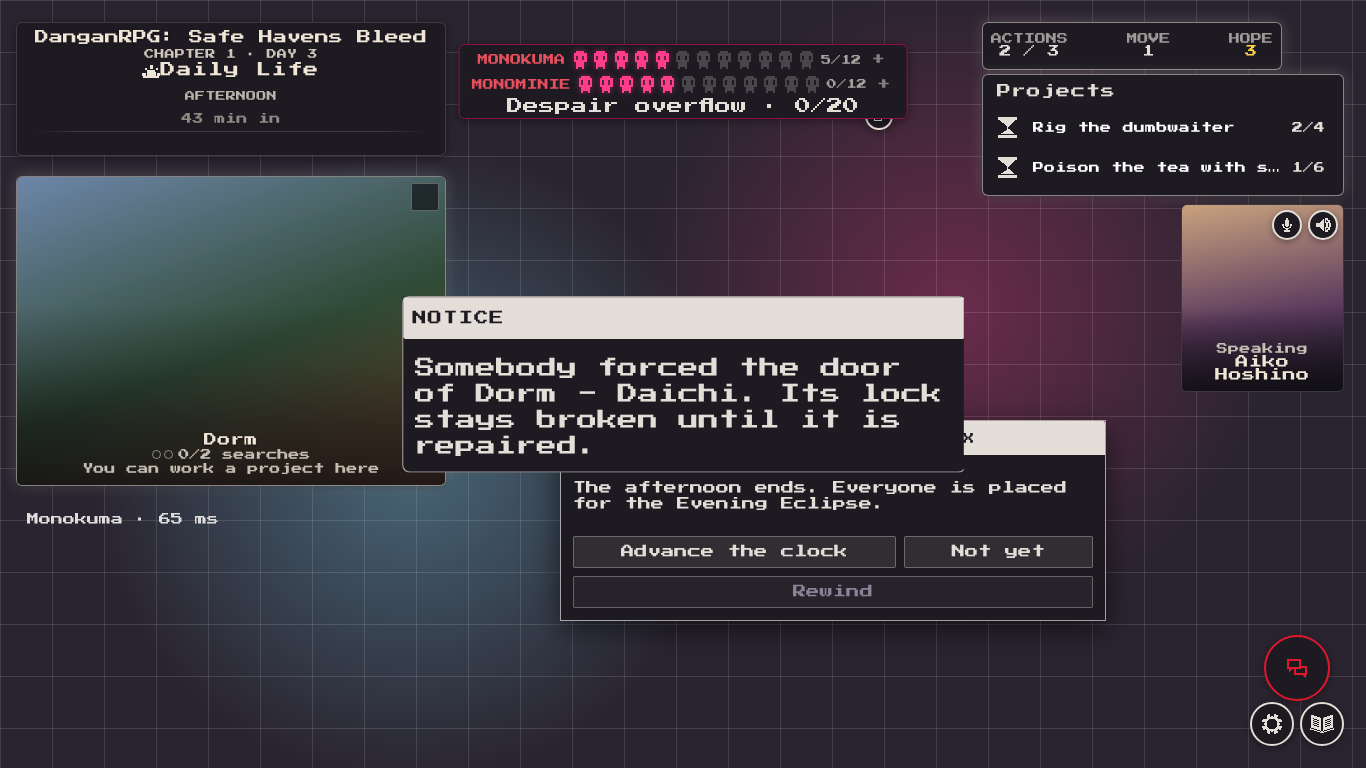 DanganRPG: Safe Havens Bleed
CHAPTER 1 · DAY 3
Daily Life
AFTERNOON
43 min in
MONOKUMA 5/12 +
MONOMINIE 0/12 +
Despair overflow · 0/20
ACTIONS MOVE HOPE
2 / 3 1 3
Projects
Rig the dumbwaiter 2/4
Poison the tea with s… 1/6
Speaking
Aiko
Hoshino
Dorm
0/2 searches
You can work a project here
Monokuma · 65 ms
NOTICE
Somebody forced the door
of Dorm – Daichi. Its lock
stays broken until it is
repaired.
x
The afternoon ends. Everyone is placed
for the Evening Eclipse.
Advance the clock
Not yet
Rewind